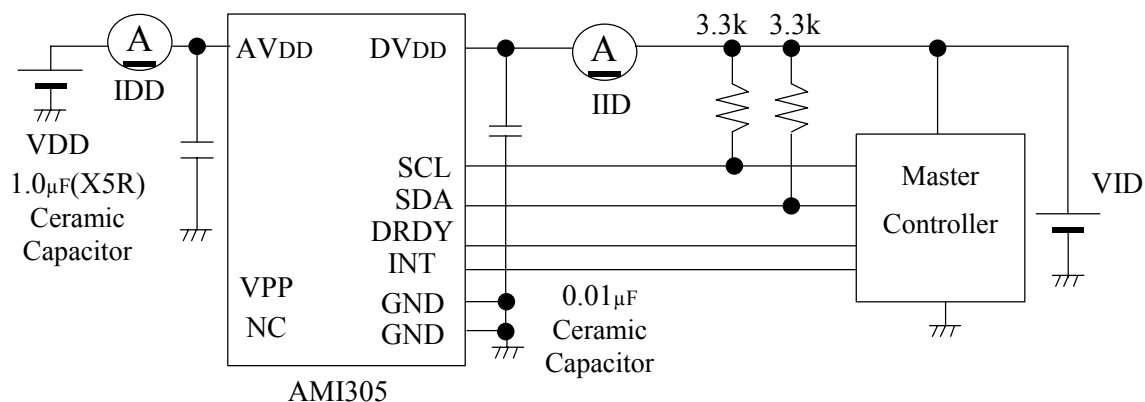 3.3k 3.3k
A
AVDD
DVDD
A
IDD
IID
VDD
1.0µF(X5R)
Ceramic
Capacitor
SCL
SDA
DRDY
INT
VPP
NC
GND
GND
Master
Controller
VID
0.01µF
Ceramic
Capacitor
AMI305